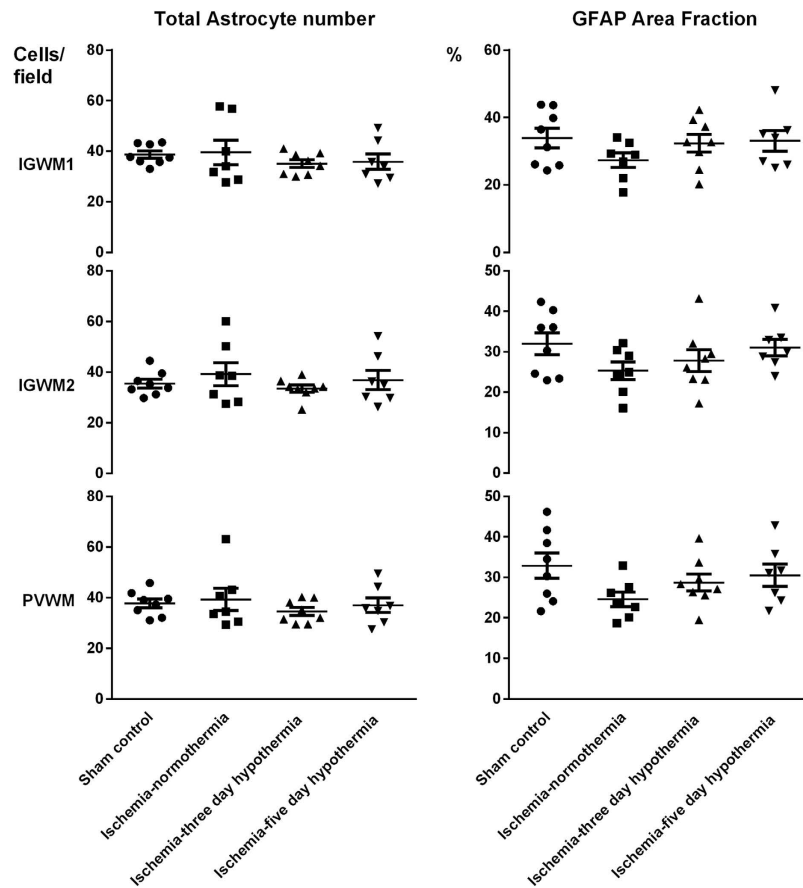 Total Astrocyte number
GFAP Area Fraction
Cells/
field
%
80
60
40
20
0
IGWM1
60
40
20
0
80
60
40
20
0
IGWM2
50
40
30
20
10
0
80
60
40
20
0
PVWM
50
40
30
20
10
0
Sham control
Ischemia-normothermia
Ischemia-three day hypothermia
Ischemia-five day hypothermia
Sham control
Ischemia-normothermia
Ischemia-three day hypothermia
Ischemia-five day hypothermia